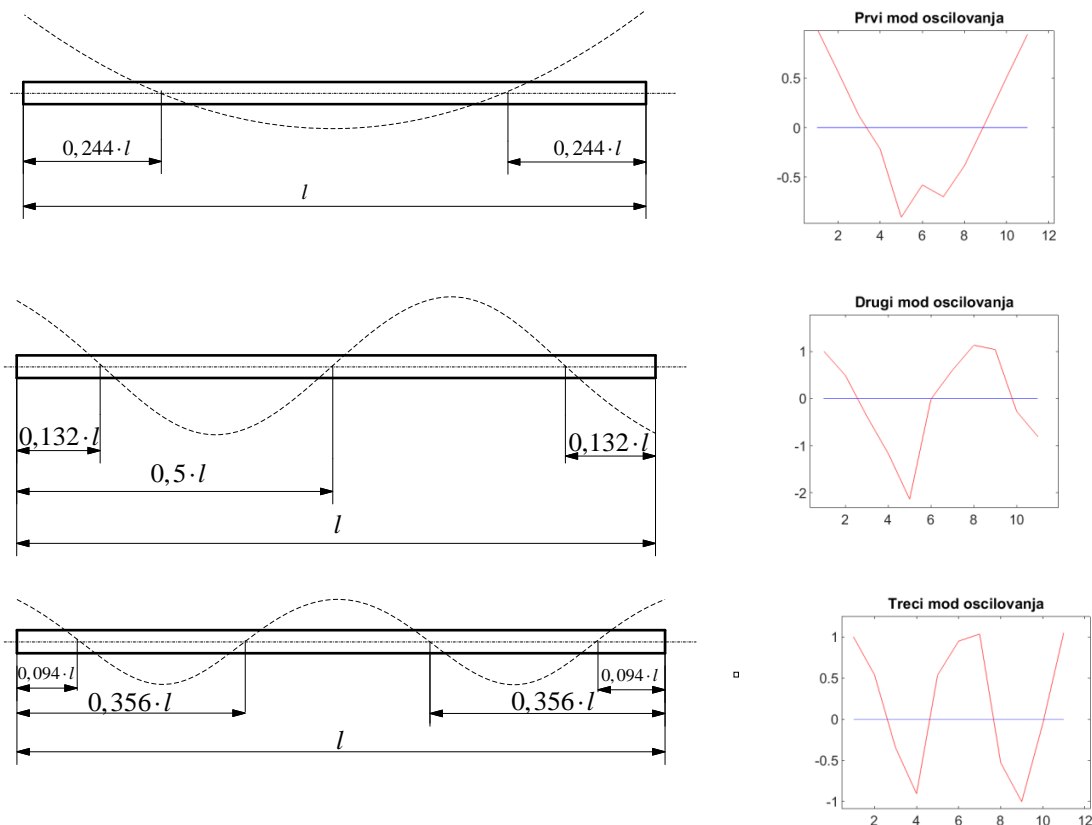 0,244·l
0,244·l
l
Prvi mod oscilovanja
0.5
0
-0.5
2 4 6 8 10 12
0,132·l
0,132·l
0,5·l
l
Drugi mod oscilovanja
1
0
-1
-2
2 4 6 8 10
0,094·l
0,094·l
0,356·l
0,356·l
l
Treci mod oscilovanja
1
0.5
0
-0.5
-1
2 4 6 8 10 12